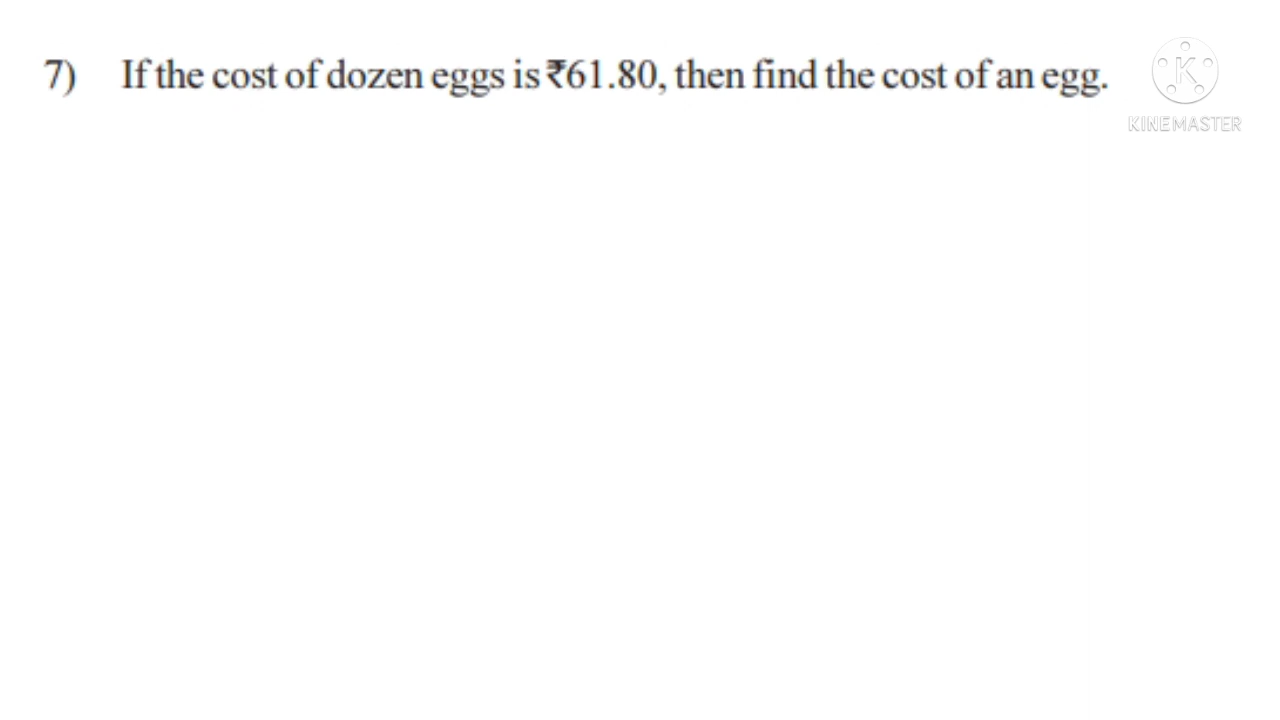 7) If the cost of dozen eggs is ₹61.80, then find the cost of an egg.
K
KINEMASTER